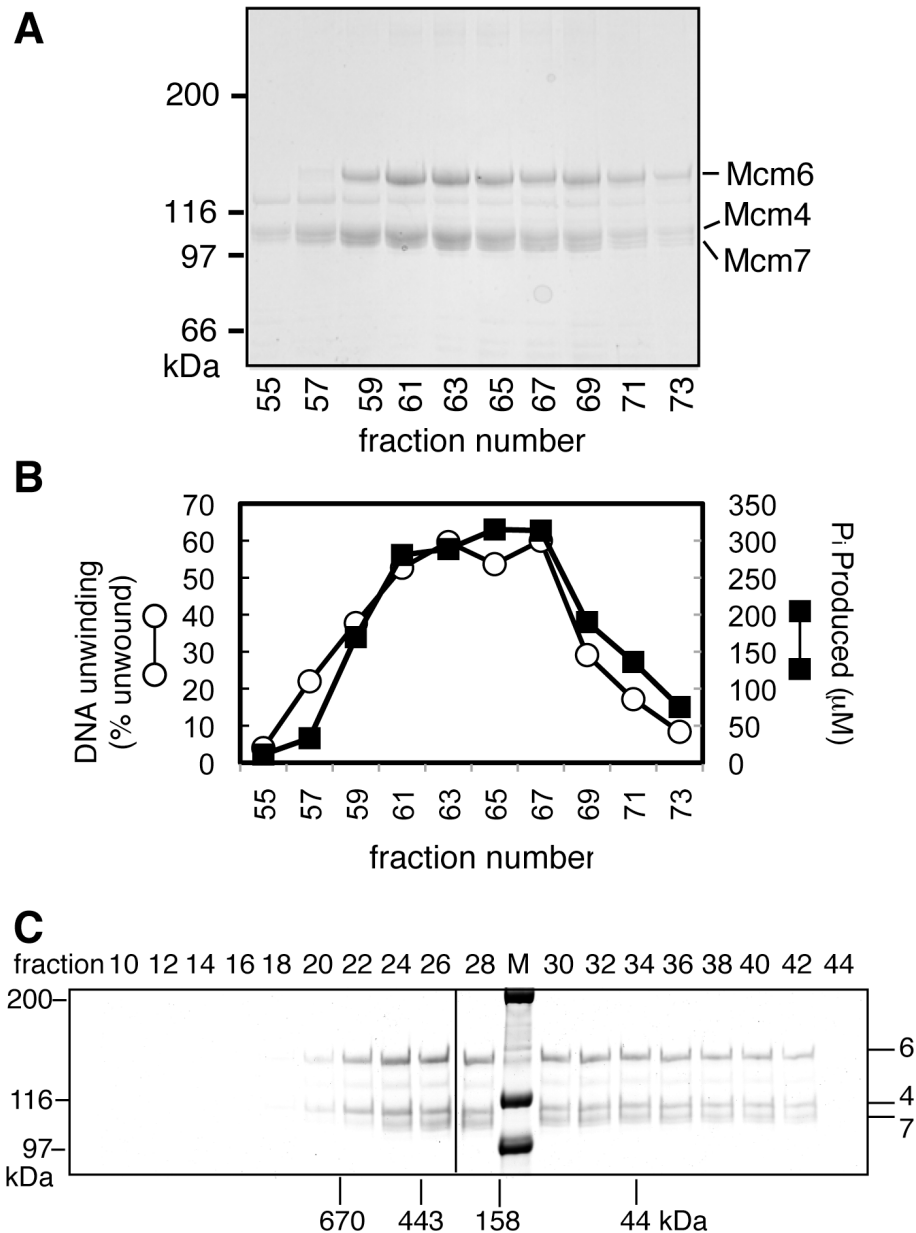 A
200
116
97
66
kDa
Mcm6
Mcm4
Mcm7
55 57 59 61 63 65 67 69 71 73
fraction number
B
70 60 50 40 30 20 10 0
DNA unwinding
(% unwound)
350 300 250 200 150 100 50 0
Pi Produced (μM)
55 57 59 61 63 65 67 69 71 73
fraction number
C
fraction 10 12 14 16 18 20 22 24 26 28 M 30 32 34 36 38 40 42 44
200
116
97
kDa
6
4
7
670 443 158 44 kDa